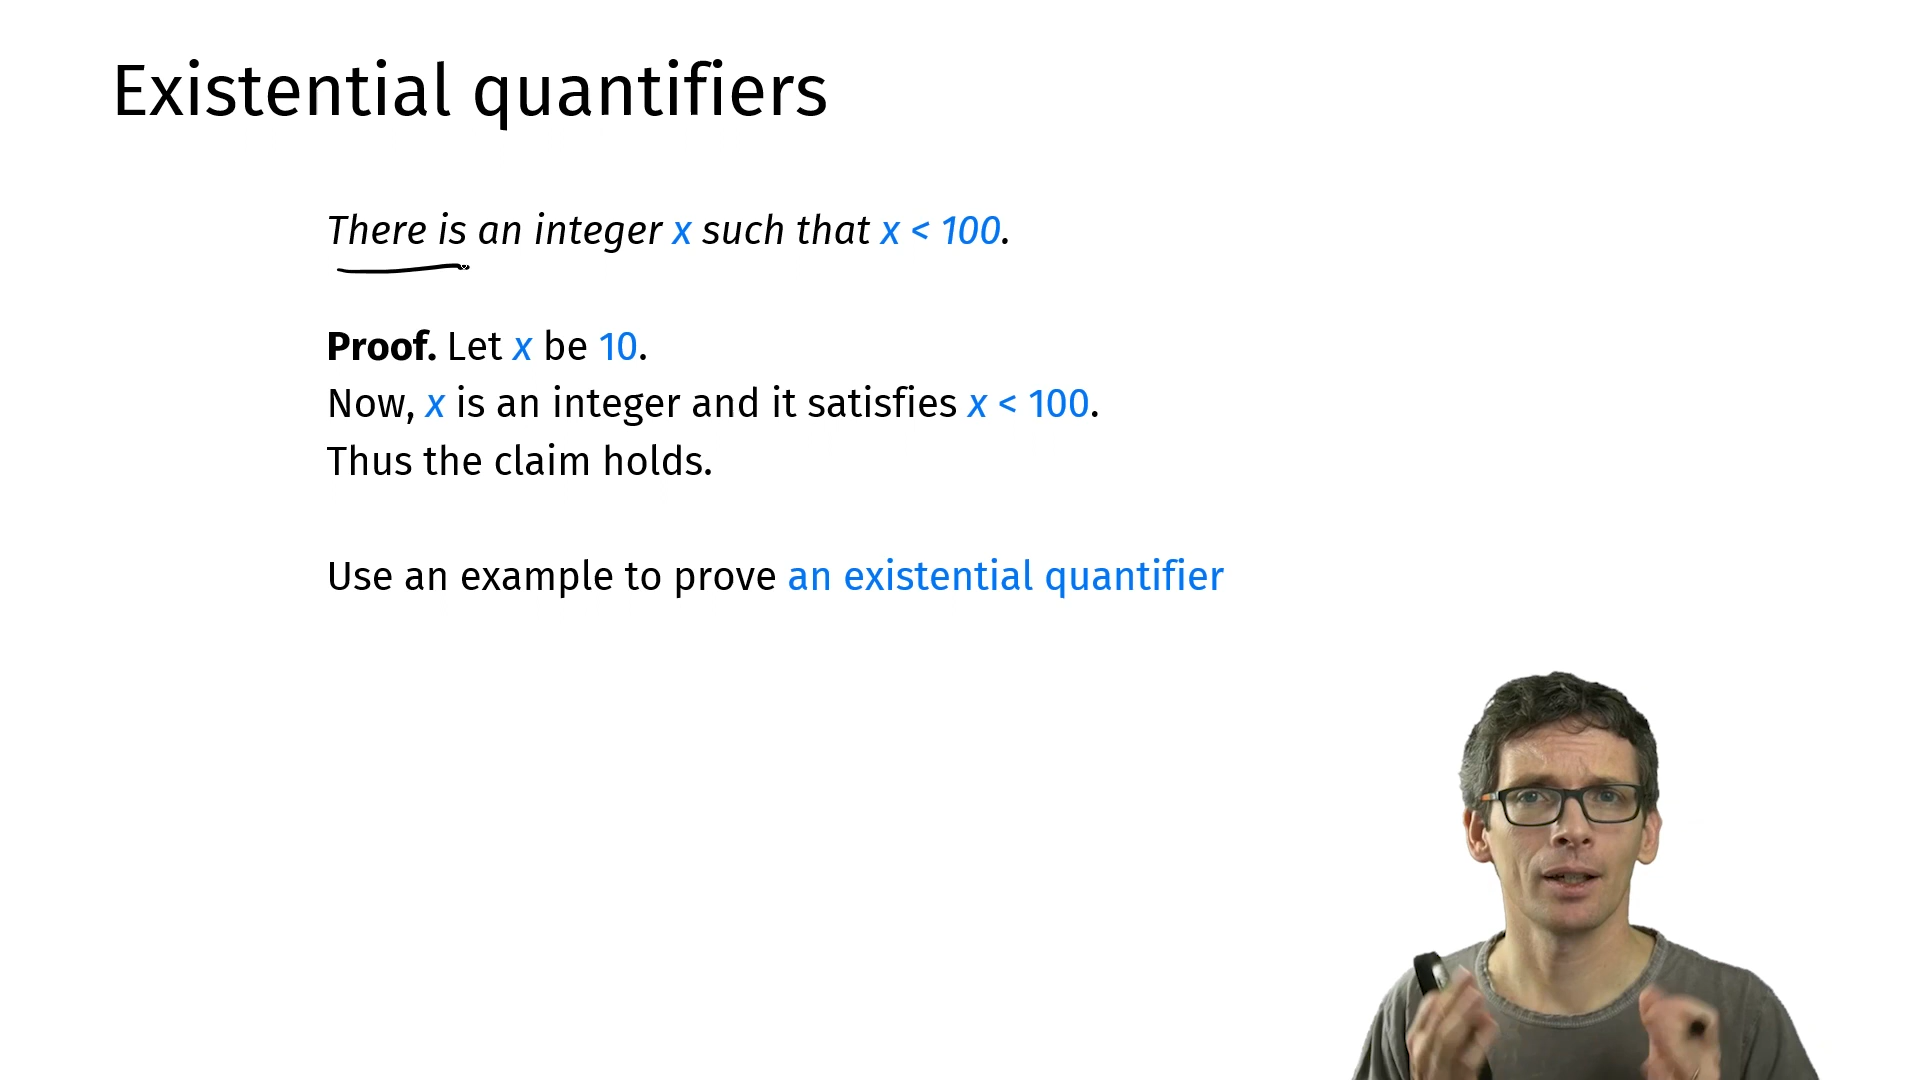 Existential quantifiers
There is an integer x such that x < 100.
Proof. Let x be 10.
Now, x is an integer and it satisfies x < 100.
Thus the claim holds.
Use an example to prove an existential quantifier